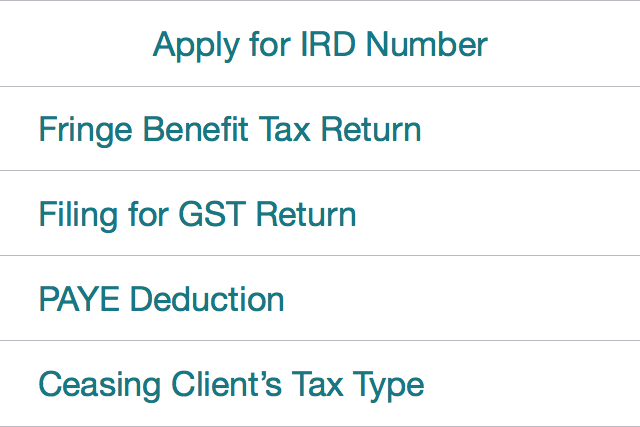 Apply for IRD Number
Fringe Benefit Tax Return
Filing for GST Return
PAYE Deduction
Ceasing Client’s Tax Type